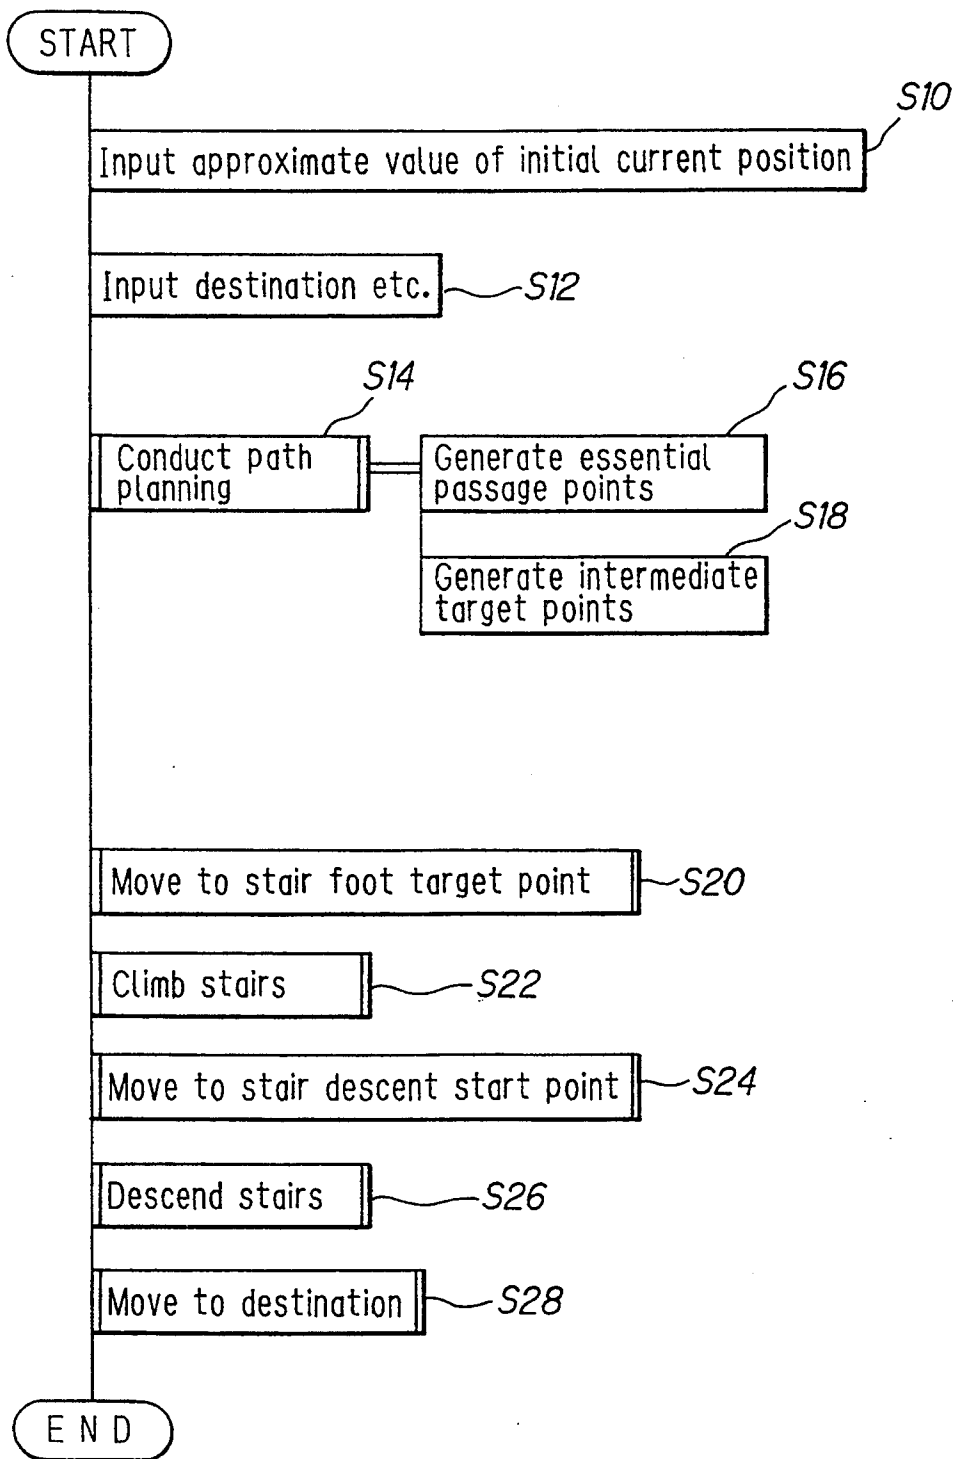 START
S10
Input approximate value of initial current position
Input destination etc.
S12
S14
S16
Conduct path
planning
Generate essential
passage points
S18
Generate intermediate
target points
Move to stair foot target point
S20
Climb stairs
S22
Move to stair descent start point
S24
Descend stairs
S26
Move to destination
S28
END